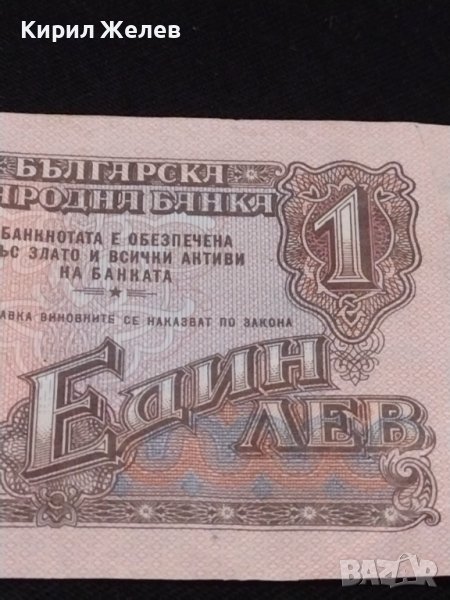 Кирил Желев
БЪЛГАРСКА
НАРОДНА БАНКА
1
БАНКНОТАТА Е ОБЕЗПЕЧЕНА
СЪС ЗЛАТО И ВСИЧКИ АКТИВИ
НА БАНКАТА
ВИНОВНИТЕ СЕ НАКАЗВАТ ПО ЗАКОНА
Един
ЛЕВ
BAZAR